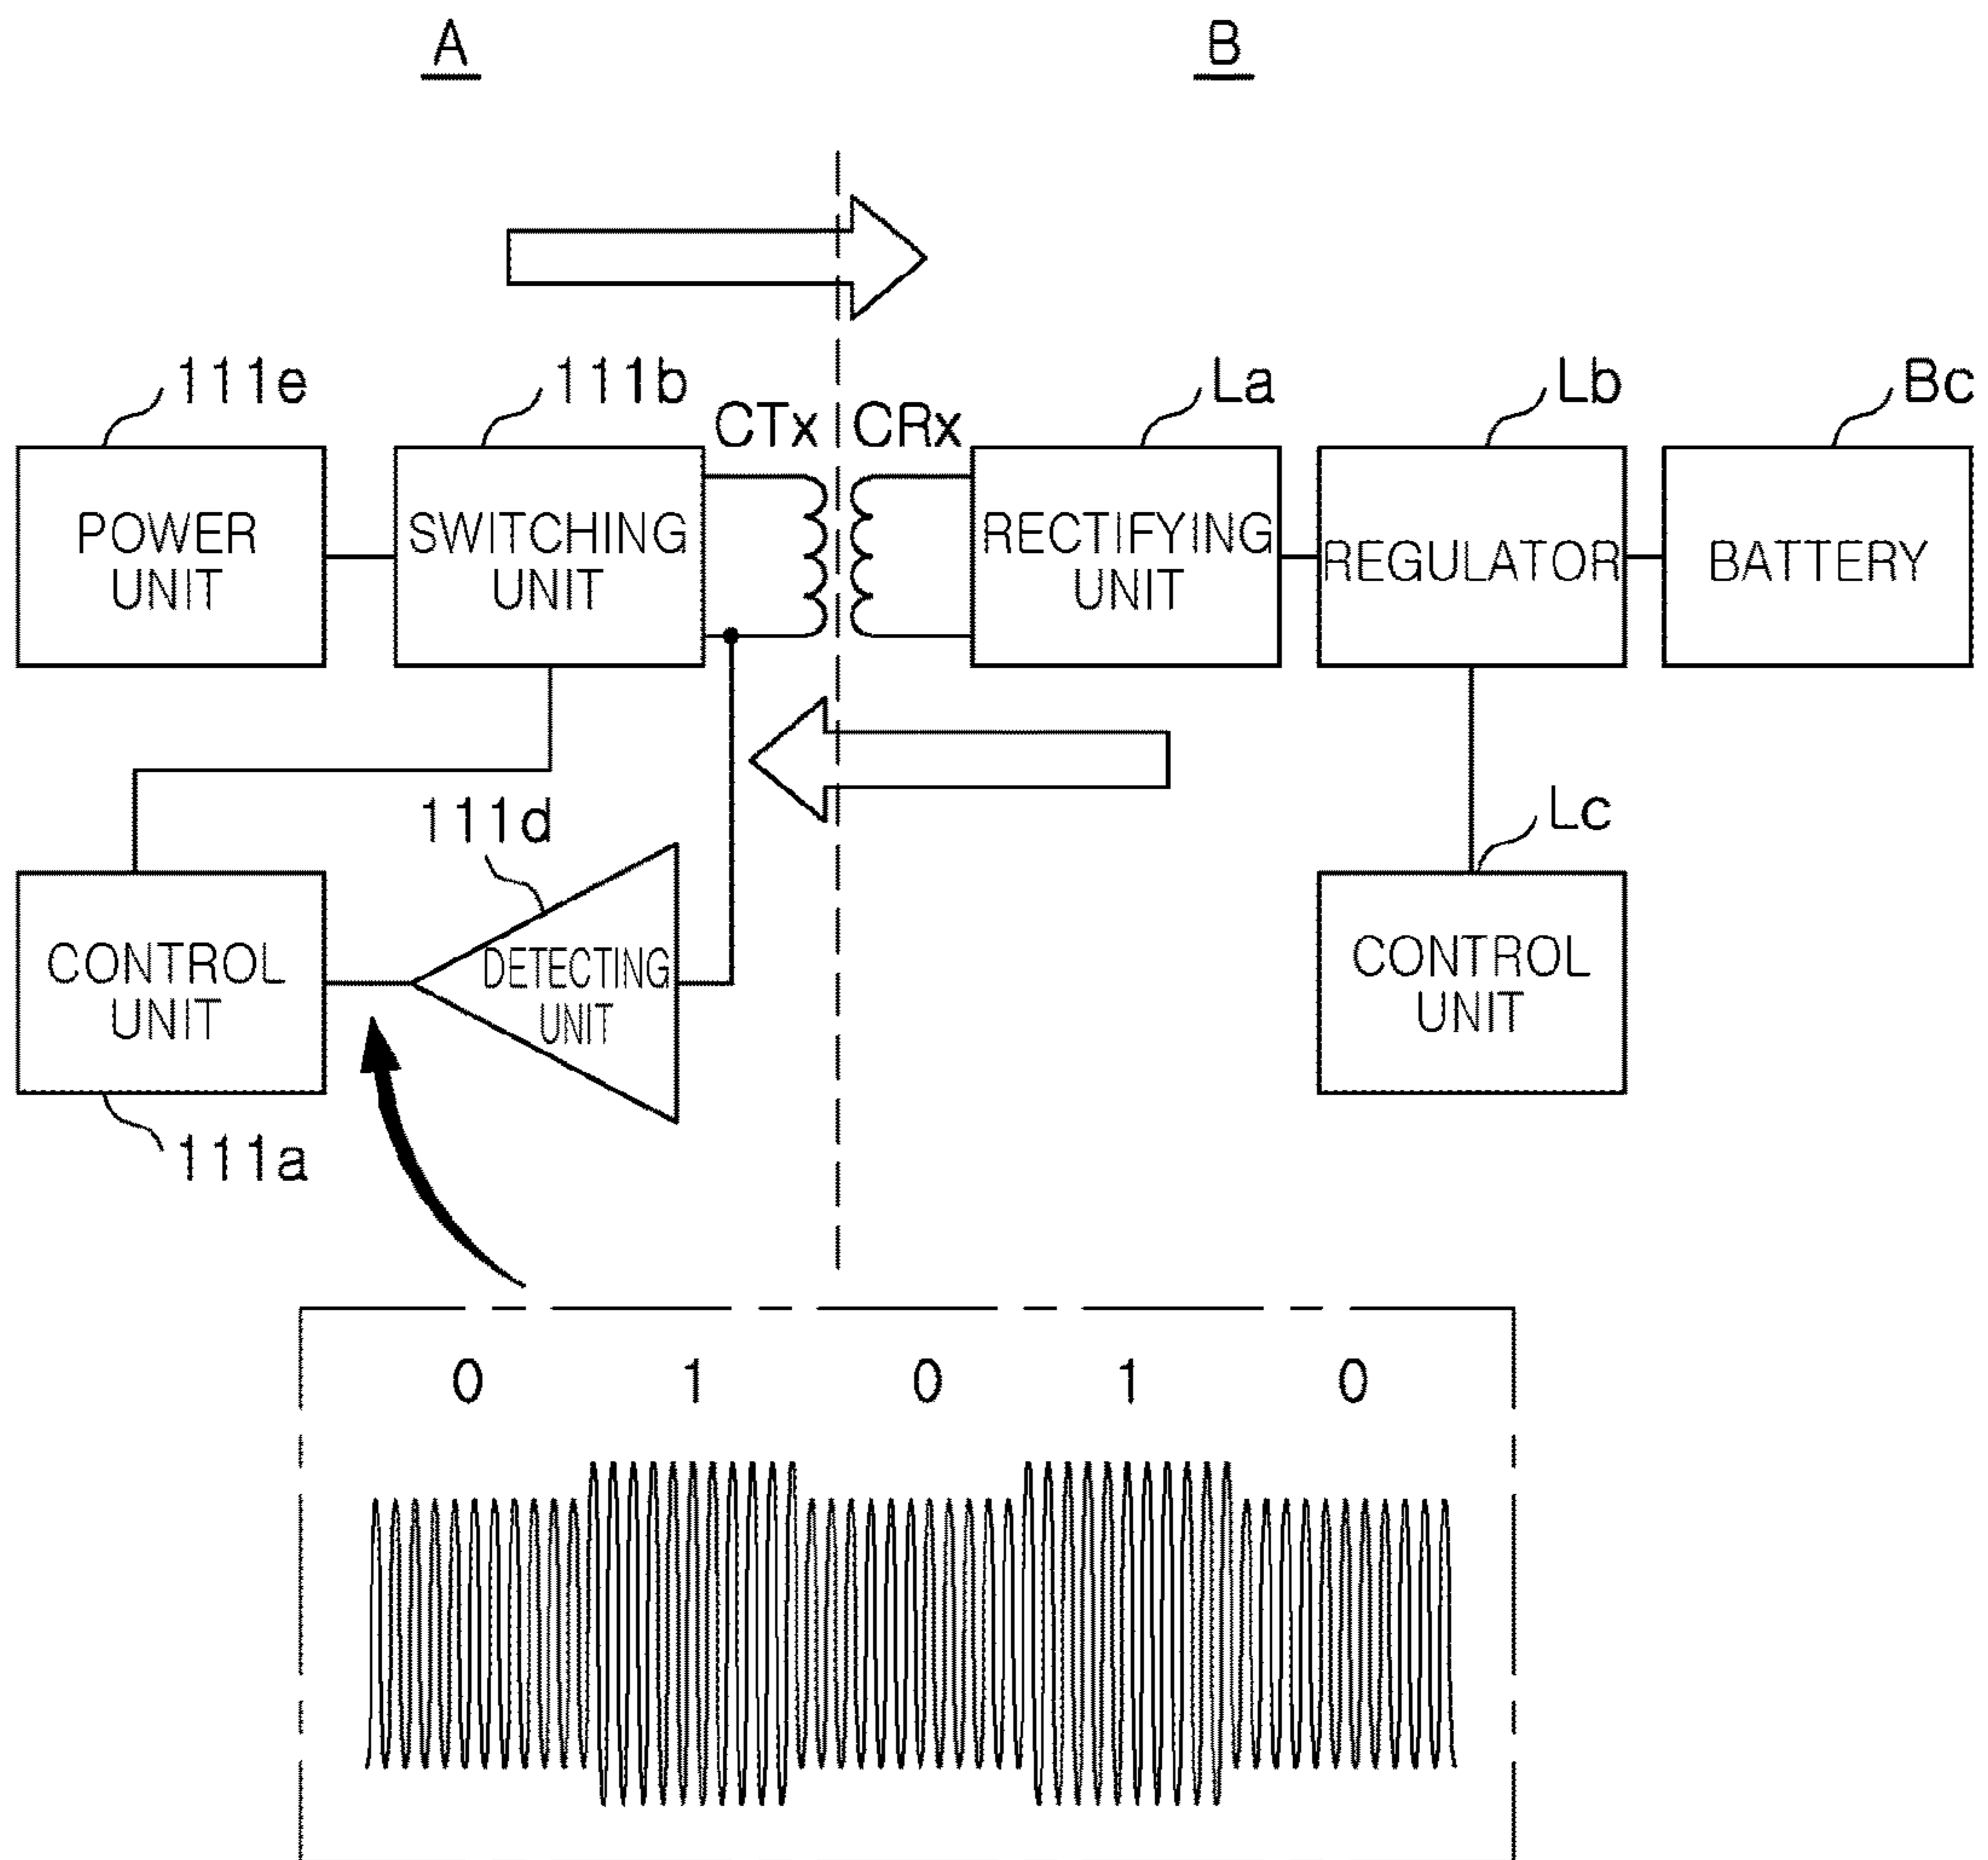 A
B
111e
111b
CTx
CRx
La
Lb
Bc
POWER
UNIT
SWITCHING
UNIT
RECTIFYING
UNIT
REGULATOR
BATTERY
111d
Lc
CONTROL
UNIT
DETECTING
UNIT
CONTROL
UNIT
111a
0 1 0 1 0